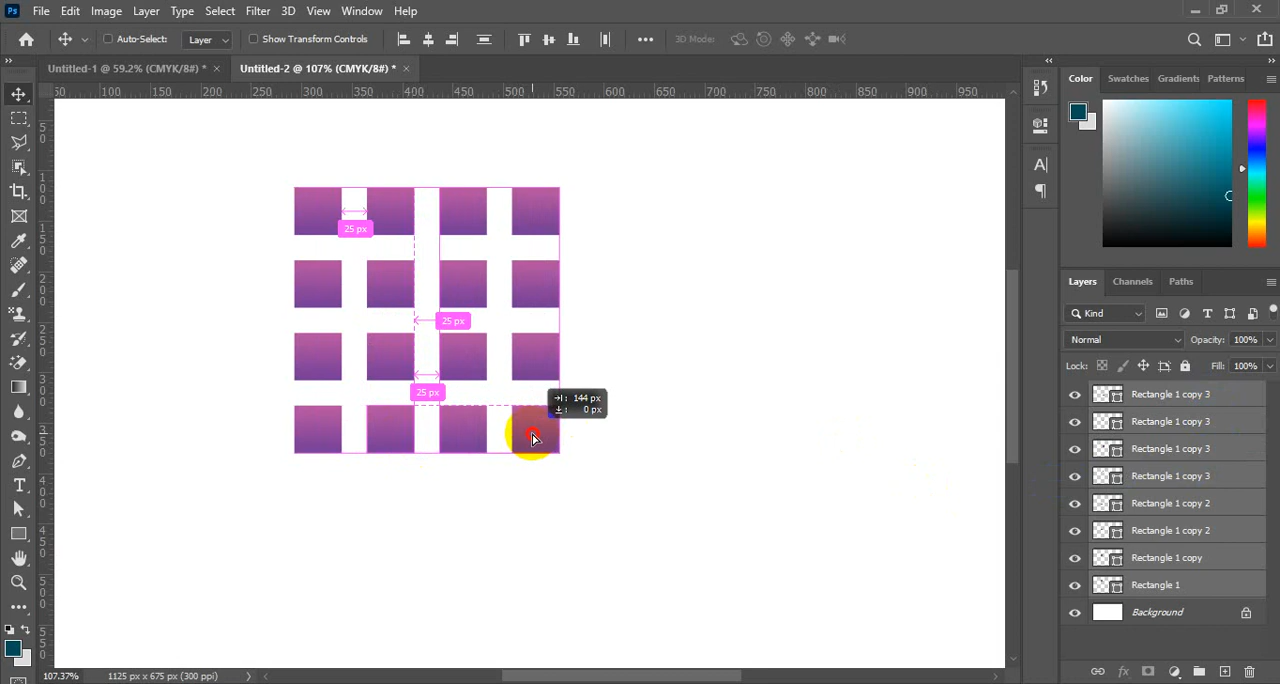 Ps File Edit Image Layer Type Select Filter 3D View Window Help
Auto-Select: Layer Show Transform Controls 3D Mode:
Untitled-1 @ 59.2% (CMYK/8#) * × Untitled-2 @ 107% (CMYK/8#) * ×
100 150 200 250 300 350 400 450 500 550 600 650 700 750 800 850 900 950
Color Swatches Gradients Patterns
25 px
25 px
25 px
144 px
0 px
Layers Channels Paths
Kind
Normal Opacity: 100%
Lock: Fill: 100%
Rectangle 1 copy 3
Rectangle 1 copy 3
Rectangle 1 copy 3
Rectangle 1 copy 3
Rectangle 1 copy 2
Rectangle 1 copy 2
Rectangle 1 copy
Rectangle 1
Background
107.37% 1125 px x 675 px (300 ppi)